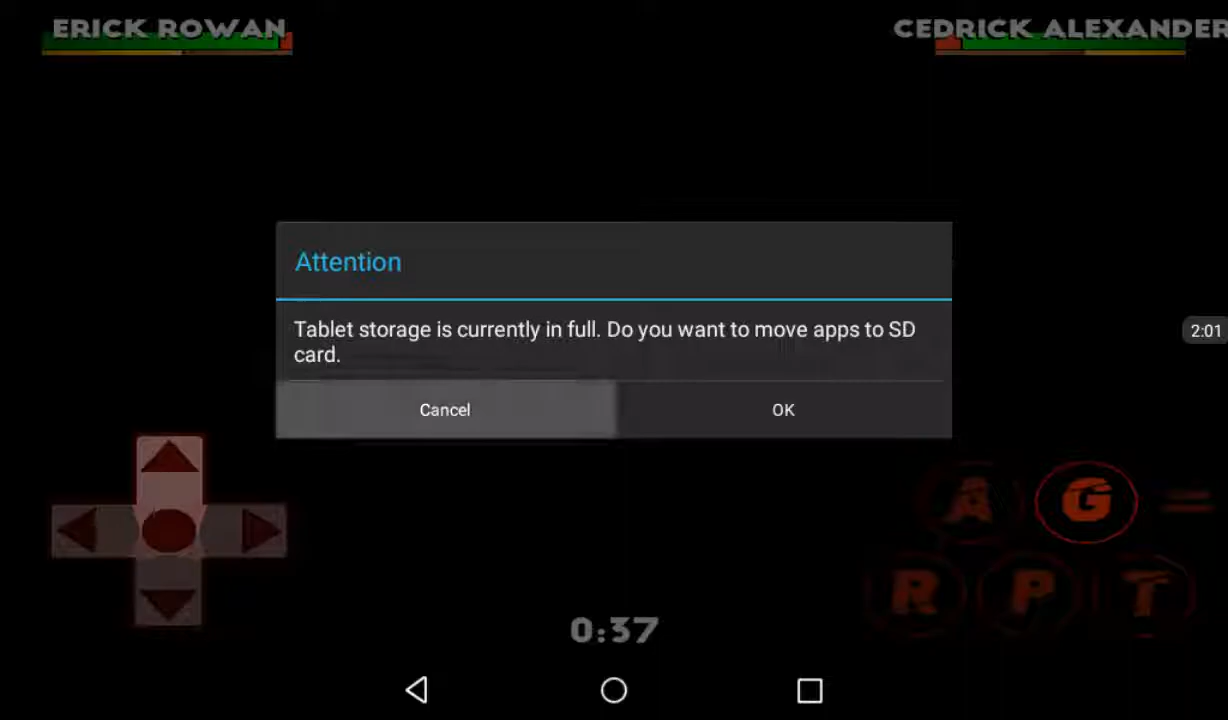 ERICK ROWAN
CEDRICK ALEXANDER
Attention
Tablet storage is currently in full. Do you want to move apps to SD
card.
2:01
Cancel
OK
A G =
R P T
0:37